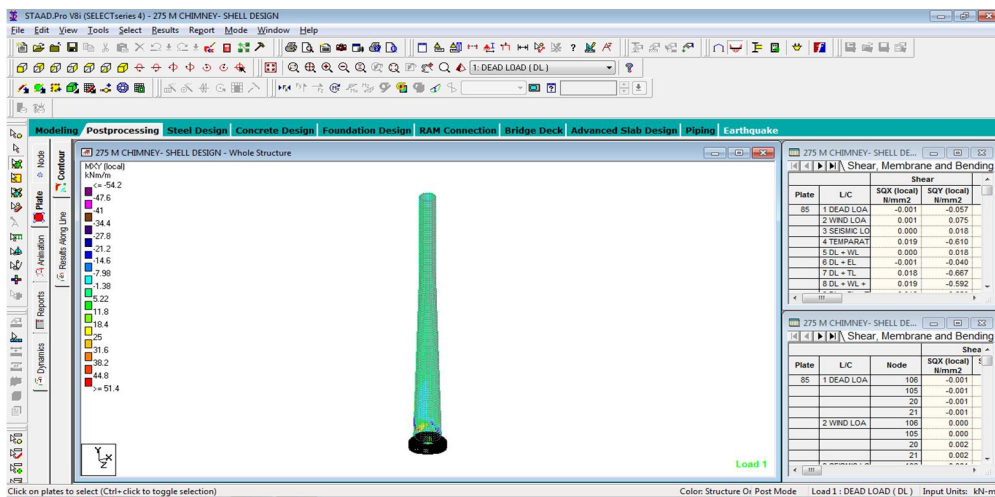 STAAD.Pro V8i (SELECTseries 4) - 275 M CHIMNEY- SHELL DESIGN
File Edit View Tools Select Results Report Mode Window Help
1: DEAD LOAD ( DL )
Modeling Postprocessing Steel Design Concrete Design Foundation Design RAM Connection Bridge Deck Advanced Slab Design Piping Earthquake
Node
Plate
Animation
Reports
Dynamics
Contour
Results Along Line
275 M CHIMNEY- SHELL DESIGN - Whole Structure
MXY (local)
kNm/m
<= -54.2
-47.6
-41
-34.4
-27.8
-21.2
-14.6
-7.98
-1.38
5.22
11.8
18.4
25
31.6
38.2
44.8
>= 51.4
Y
X
Z
Load 1
275 M CHIMNEY- SHELL DE...
Shear, Membrane and Bending
Shear
Plate L/C SQX (local) N/mm2 SQY (local) N/mm2
85 1 DEAD LOA -0.001 -0.057
2 WIND LOA 0.001 0.075
3 SEISMIC LO 0.000 0.018
4 TEMPARAT 0.019 -0.610
5 DL + WL 0.000 0.018
6 DL + EL -0.001 -0.040
7 DL + TL 0.018 -0.667
8 DL + WL + 0.019 -0.592
275 M CHIMNEY- SHELL DE...
Shear, Membrane and Bending
Shea
Plate L/C Node SQX (local) N/mm2
85 1 DEAD LOA 106 -0.001
105 -0.001
20 -0.001
21 -0.001
2 WIND LOA 106 0.000
105 0.000
20 0.002
21 0.002
Click on plates to select (Ctrl+click to toggle selection)
Color: Structure Or Post Mode Load 1 : DEAD LOAD ( DL ) Input Units: kN-m